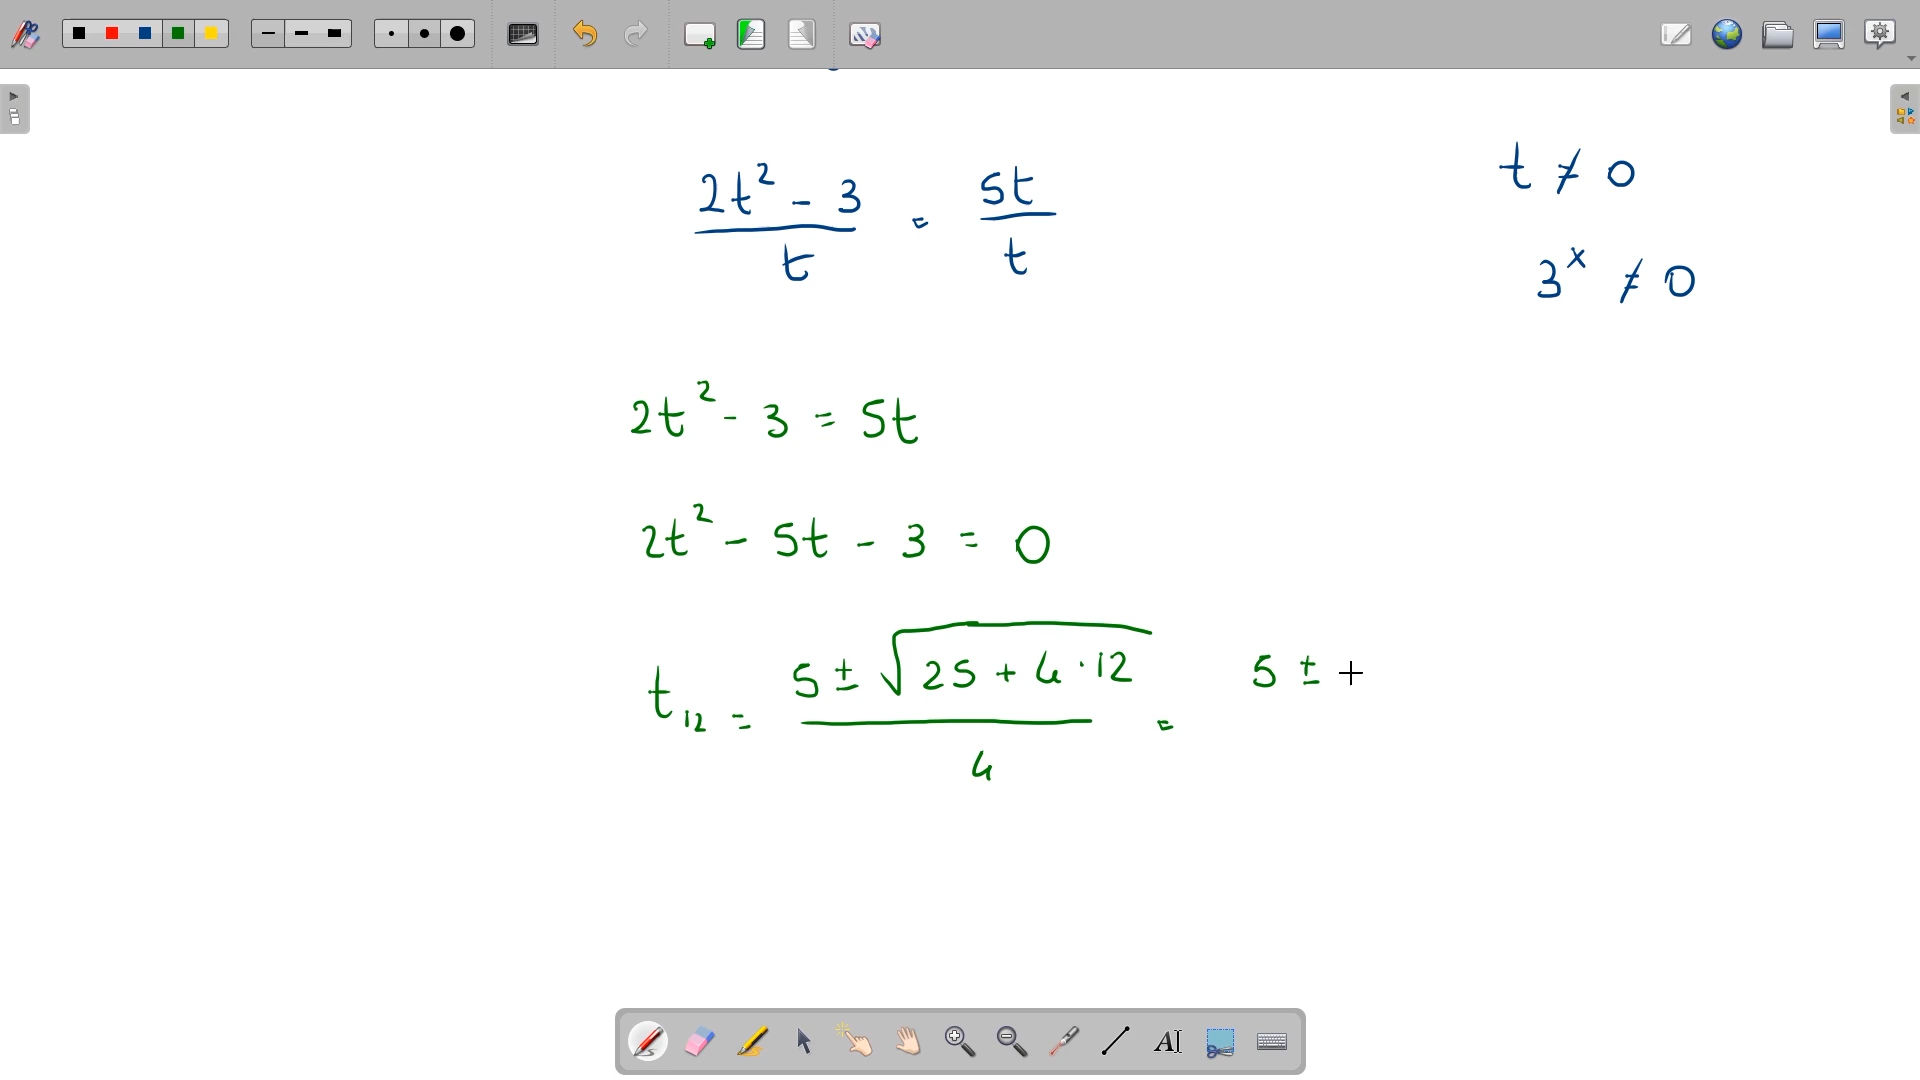 2t² - 3 / t = 5t / t
t ≠ 0
3ˣ ≠ 0
2t² - 3 = 5t
2t² - 5t - 3 = 0
t₁₂ = 5 ± √25 + 4 · 12 / 4 = 5 ±